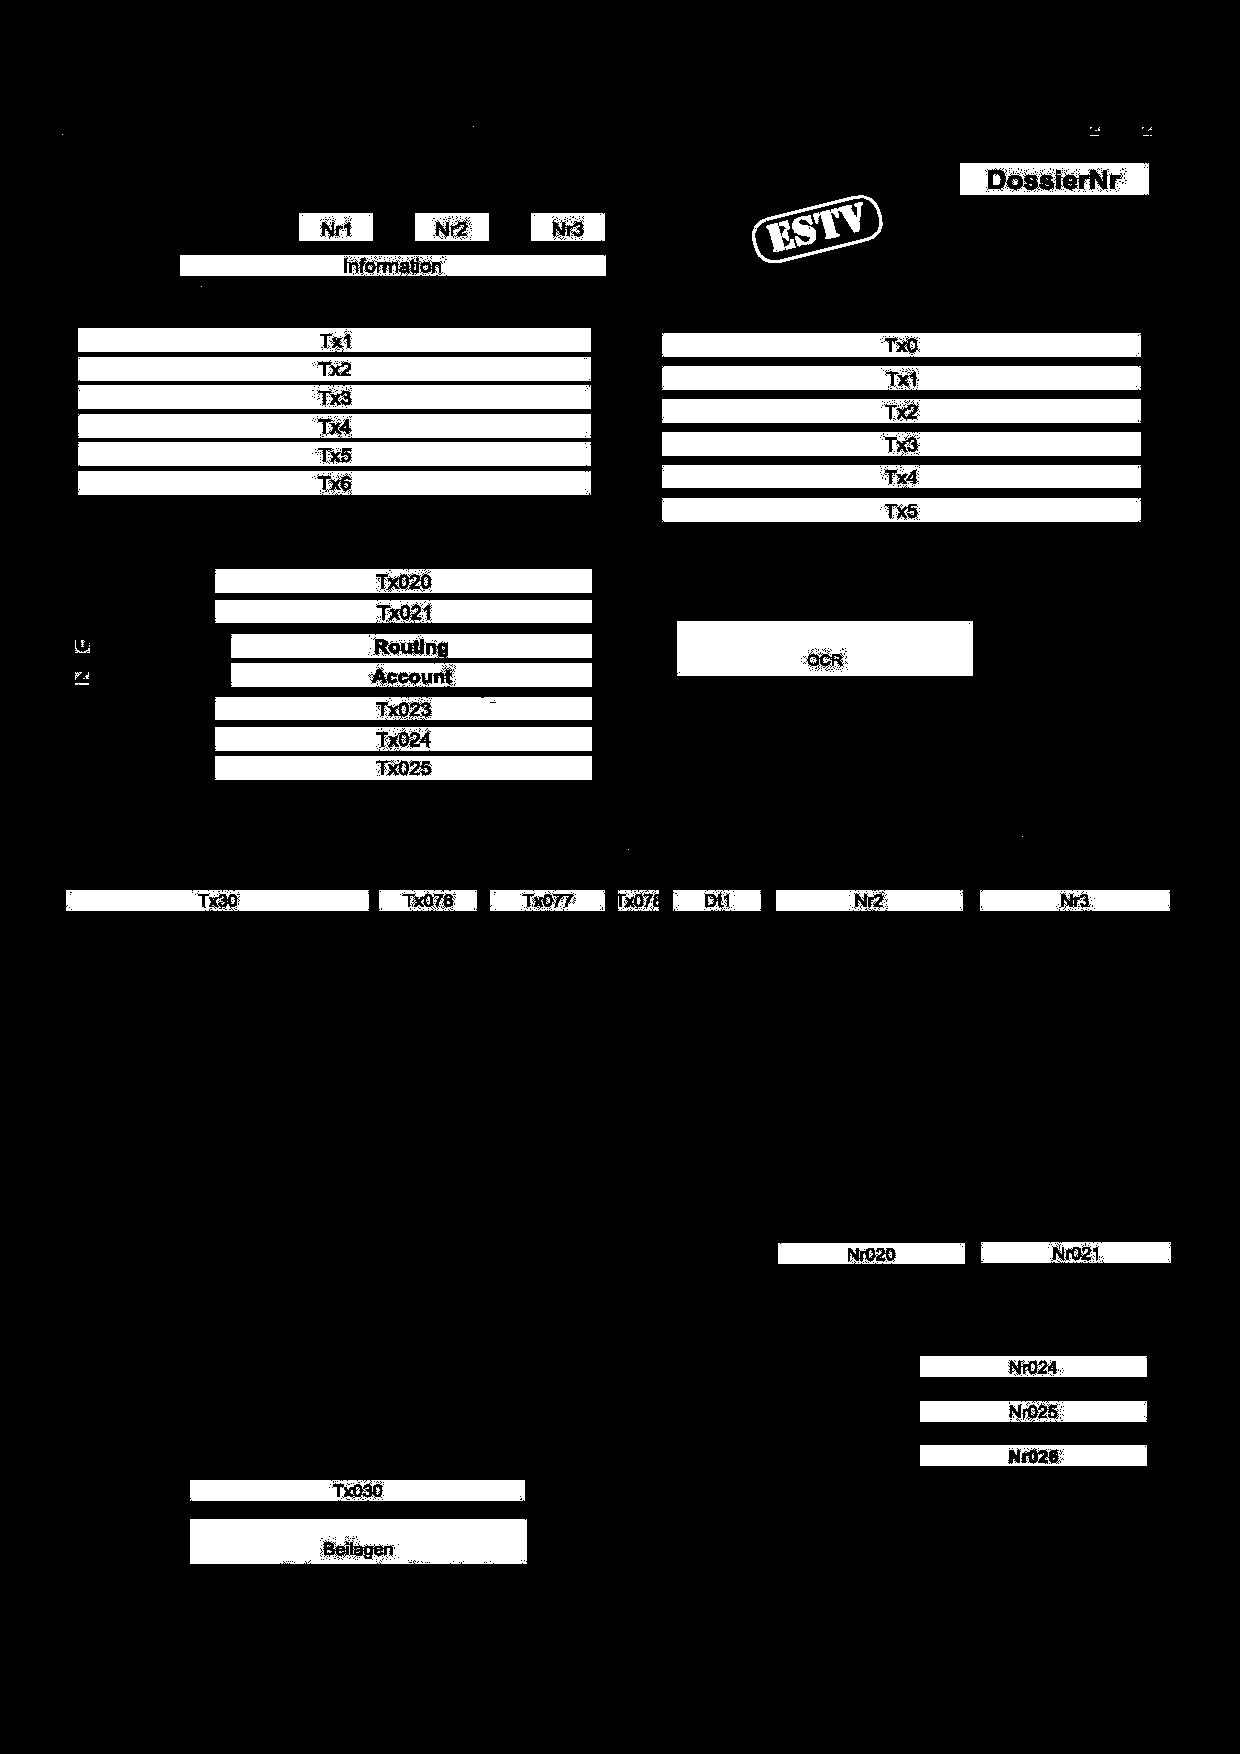 DossierNr
ESTV
Nr1 Nr2 Nr3
Information
Tx1
Tx2
Tx3
Tx4
Tx5
Tx6
Tx0
Tx1
Tx2
Tx3
Tx4
Tx5
Tx020
Tx021
Routing
Account
Tx023
Tx024
Tx025
OCR
Tx30 Tx078 Tx077 Tx076 Dt1 Nr2 Nr3
Nr020 Nr021
Nr024
Nr025
Nr026
Tx030
Beilagen